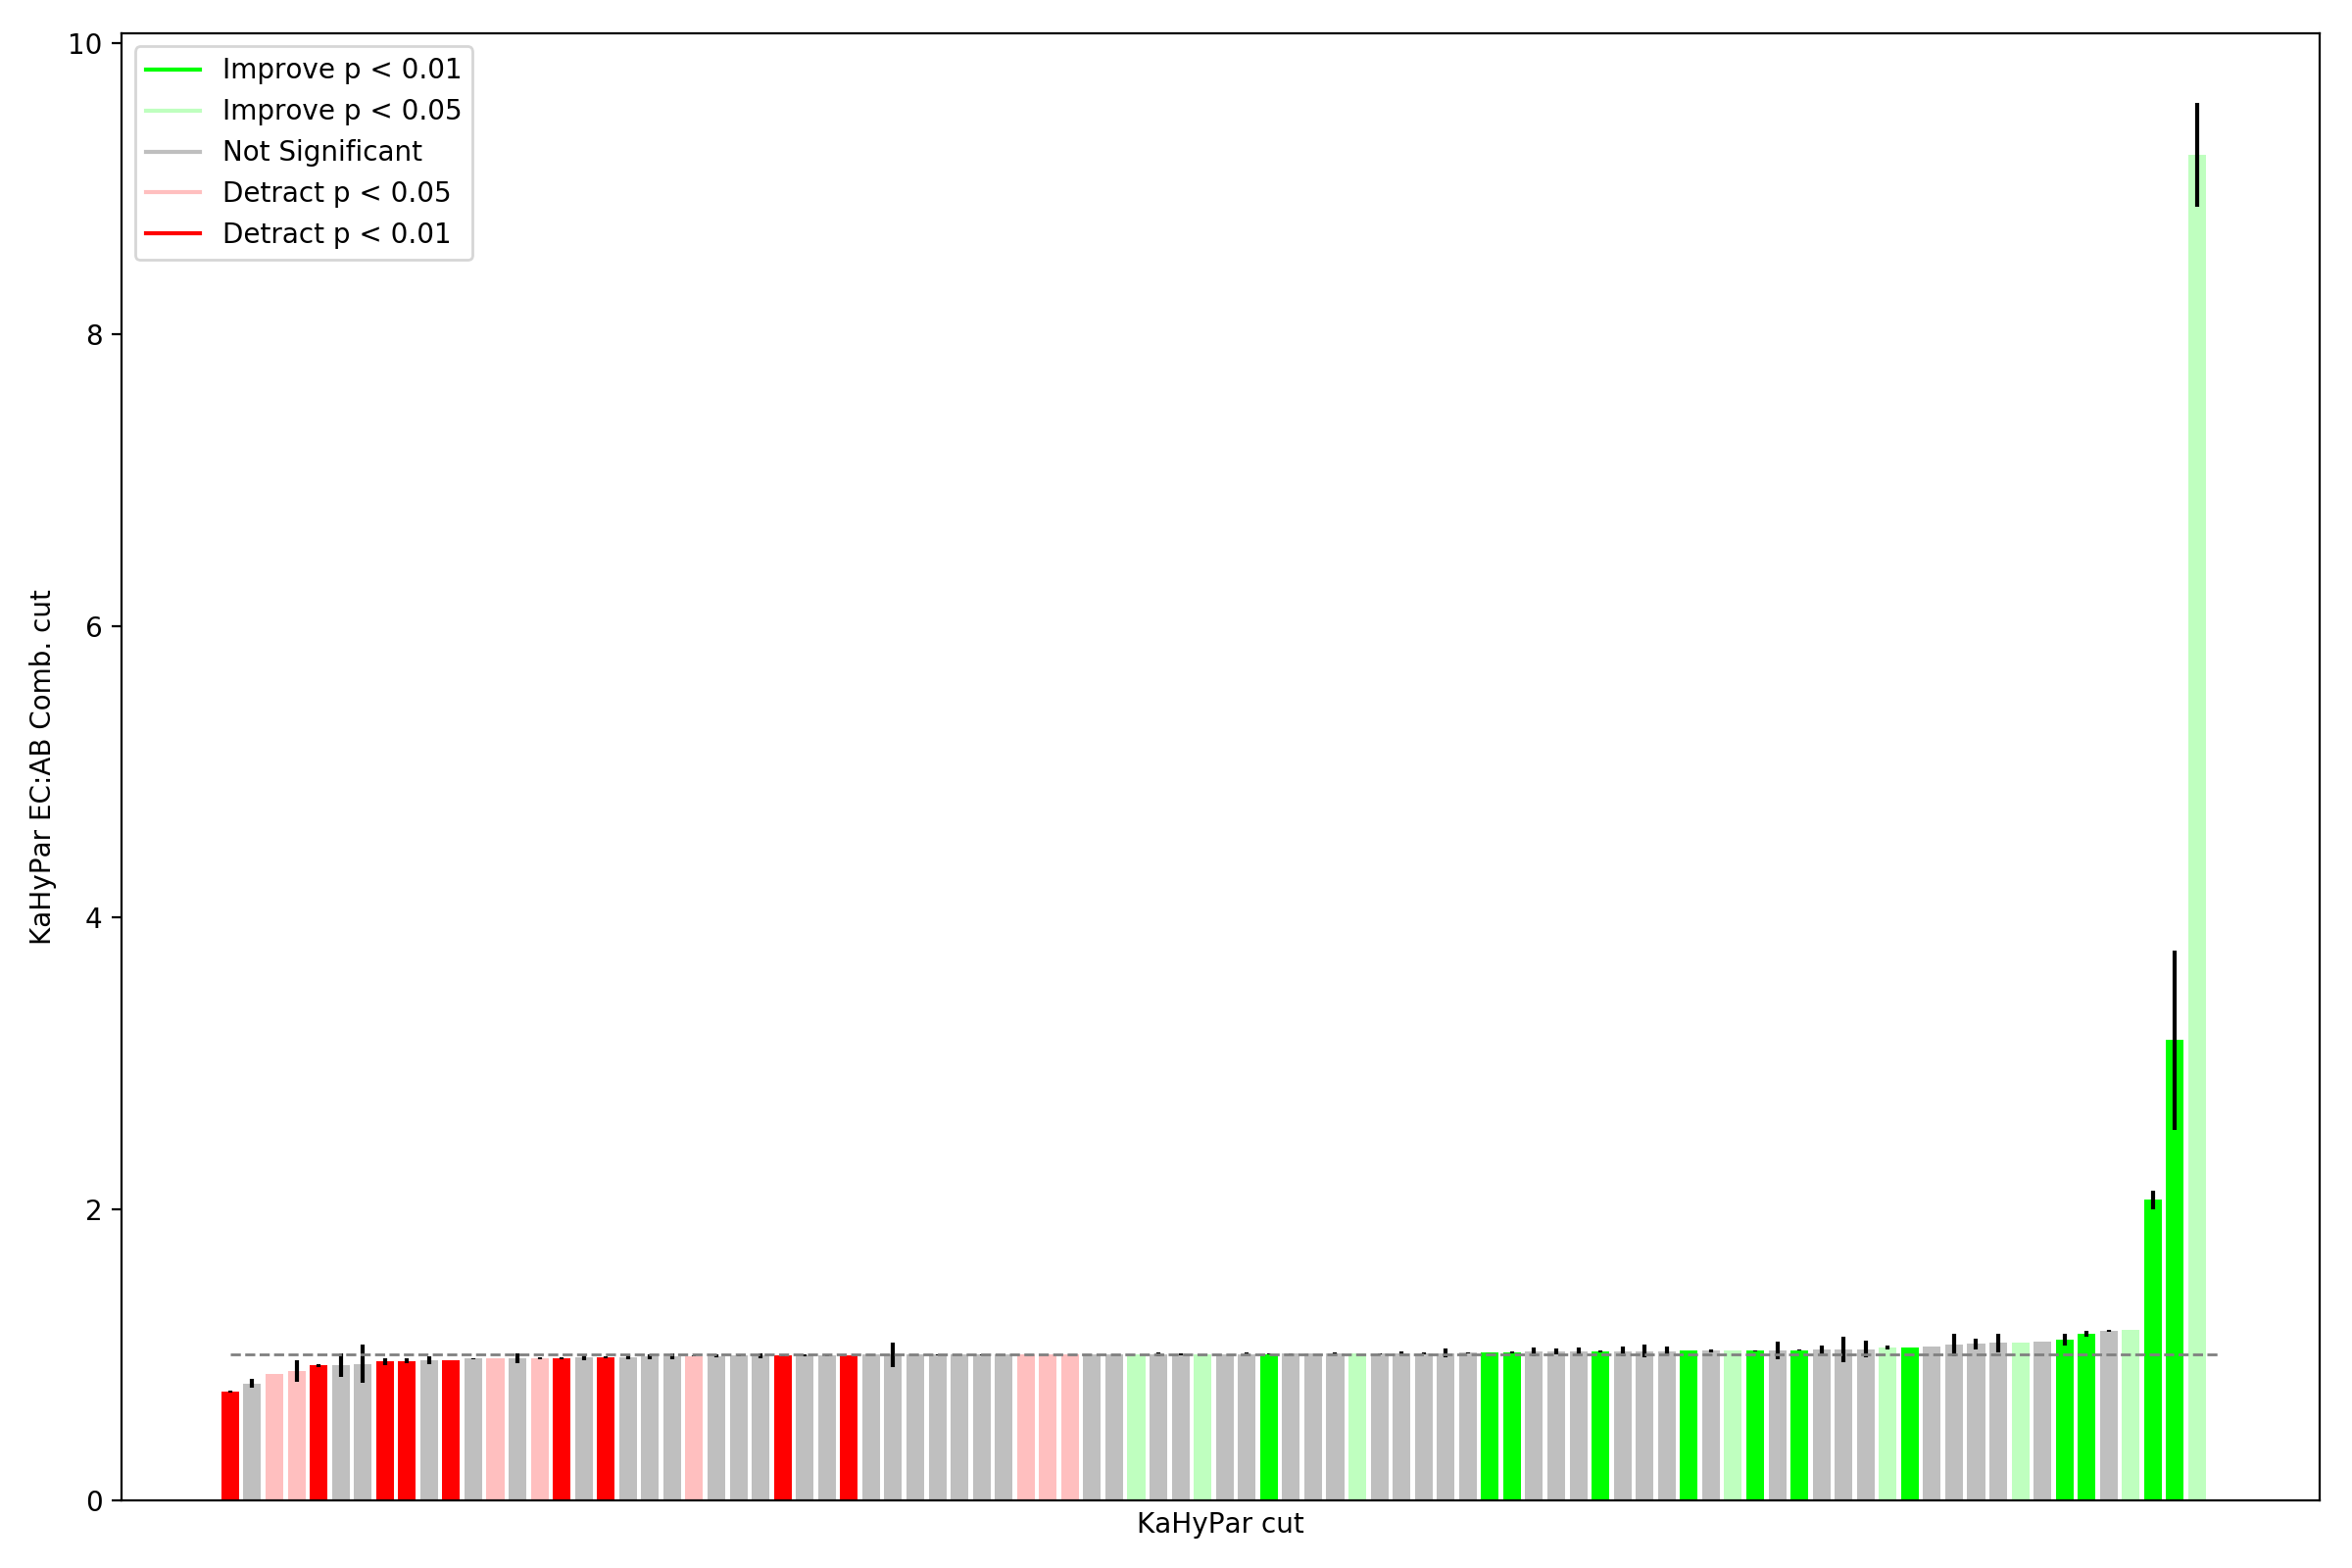 10
8
6
4
2
0
Improve p < 0.01
Improve p < 0.05
Not Significant
Detract p < 0.05
Detract p < 0.01
KaHyPar EC:AB Comb. cut
KaHyPar cut